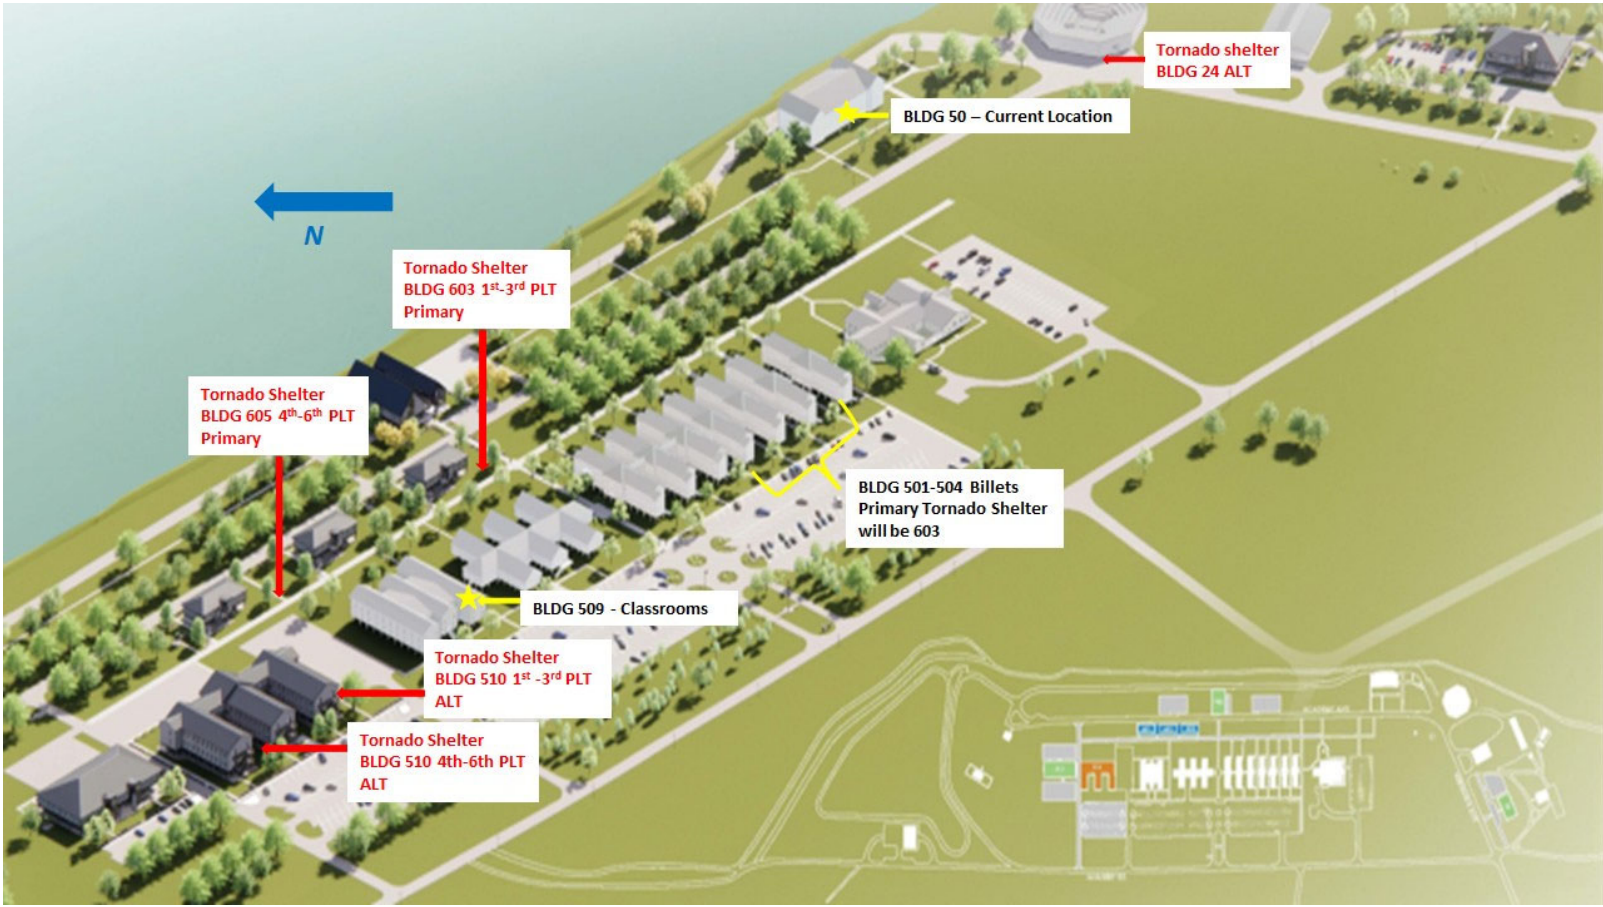 Tornado shelter
BLDG 24 ALT
BLDG 50 – Current Location
N
Tornado Shelter
BLDG 603 1st-3rd PLT
Primary
Tornado Shelter
BLDG 605 4th-6th PLT
Primary
BLDG 501-504 Billets
Primary Tornado Shelter
will be 603
BLDG 509 - Classrooms
Tornado Shelter
BLDG 510 1st -3rd PLT
ALT
Tornado Shelter
BLDG 510 4th-6th PLT
ALT